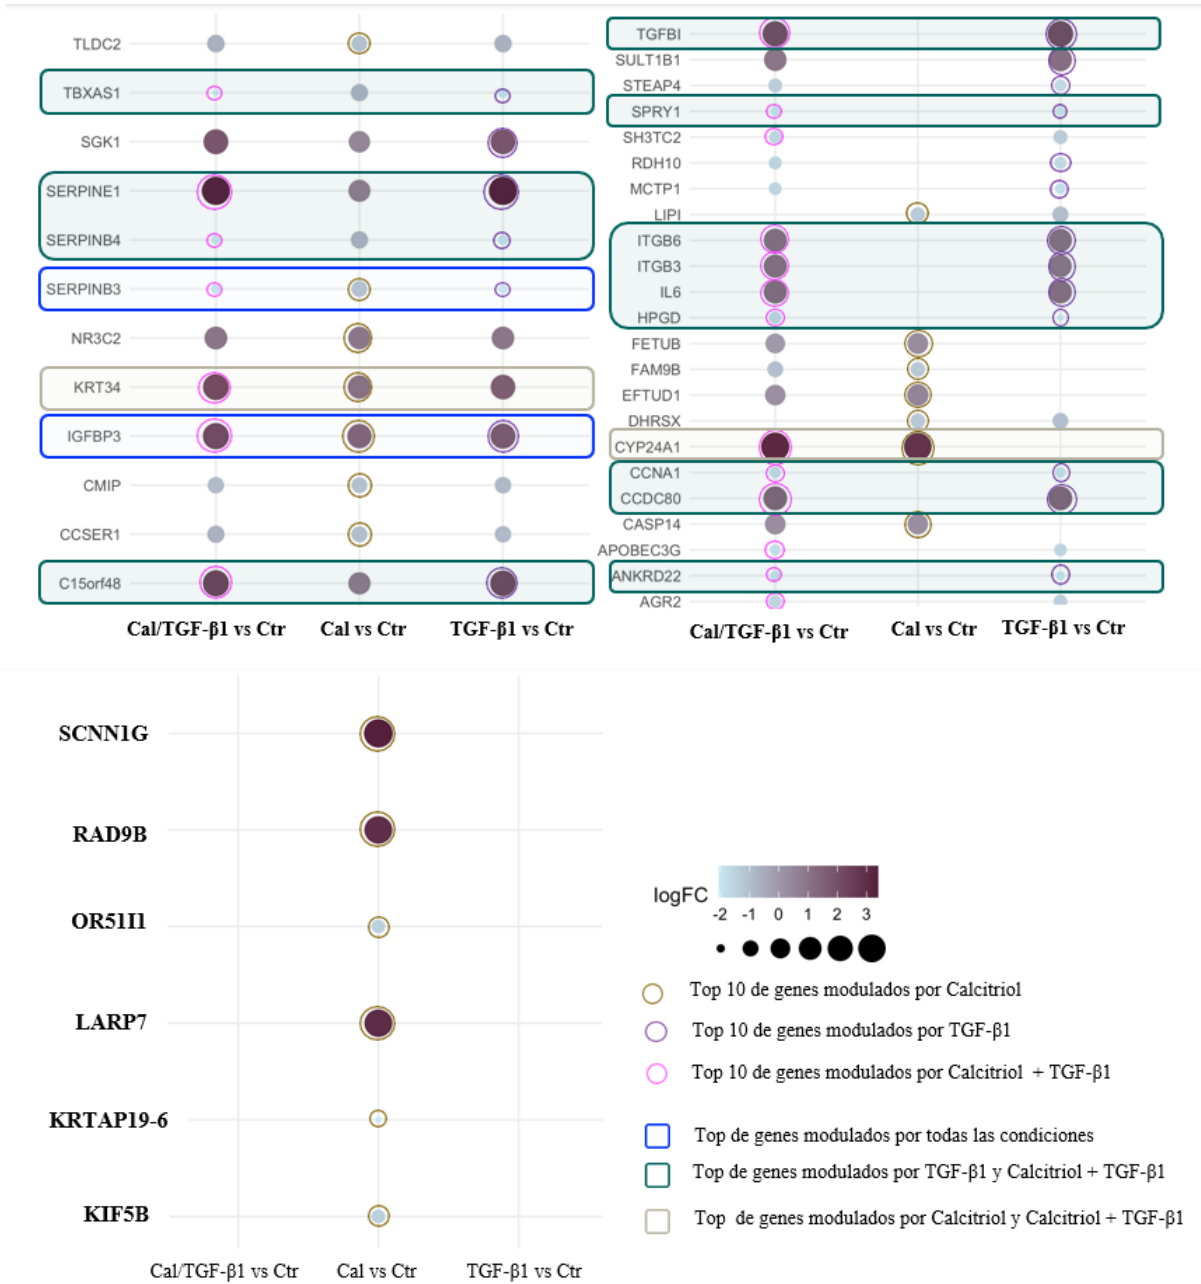 TLDC2
TBXAS1
SGK1
SERPINE1
SERPINB4
SERPINB3
NR3C2
KRT34
IGFBP3
CMIP
CCSER1
C15orf48
Cal/TGF-β1 vs Ctr Cal vs Ctr TGF-β1 vs Ctr
TGFBI
SULT1B1
STEAP4
SPRY1
SH3TC2
RDH10
MCTP1
LIPI
ITGB6
ITGB3
IL6
HPGD
FETUB
FAM9B
EFTUD1
DHRSX
CYP24A1
CCNA1
CCDC80
CASP14
APOBEC3G
ANKRD22
AGR2
Cal/TGF-β1 vs Ctr Cal vs Ctr TGF-β1 vs Ctr
SCNN1G
RAD9B
OR51I1
LARP7
KRTAP19-6
KIF5B
Cal/TGF-β1 vs Ctr Cal vs Ctr TGF-β1 vs Ctr
logFC
-2 -1 0 1 2 3
Top 10 de genes modulados por Calcitriol
Top 10 de genes modulados por TGF-β1
Top 10 de genes modulados por Calcitriol + TGF-β1
Top de genes modulados por todas las condiciones
Top de genes modulados por TGF-β1 y Calcitriol + TGF-β1
Top de genes modulados por Calcitriol y Calcitriol + TGF-β1